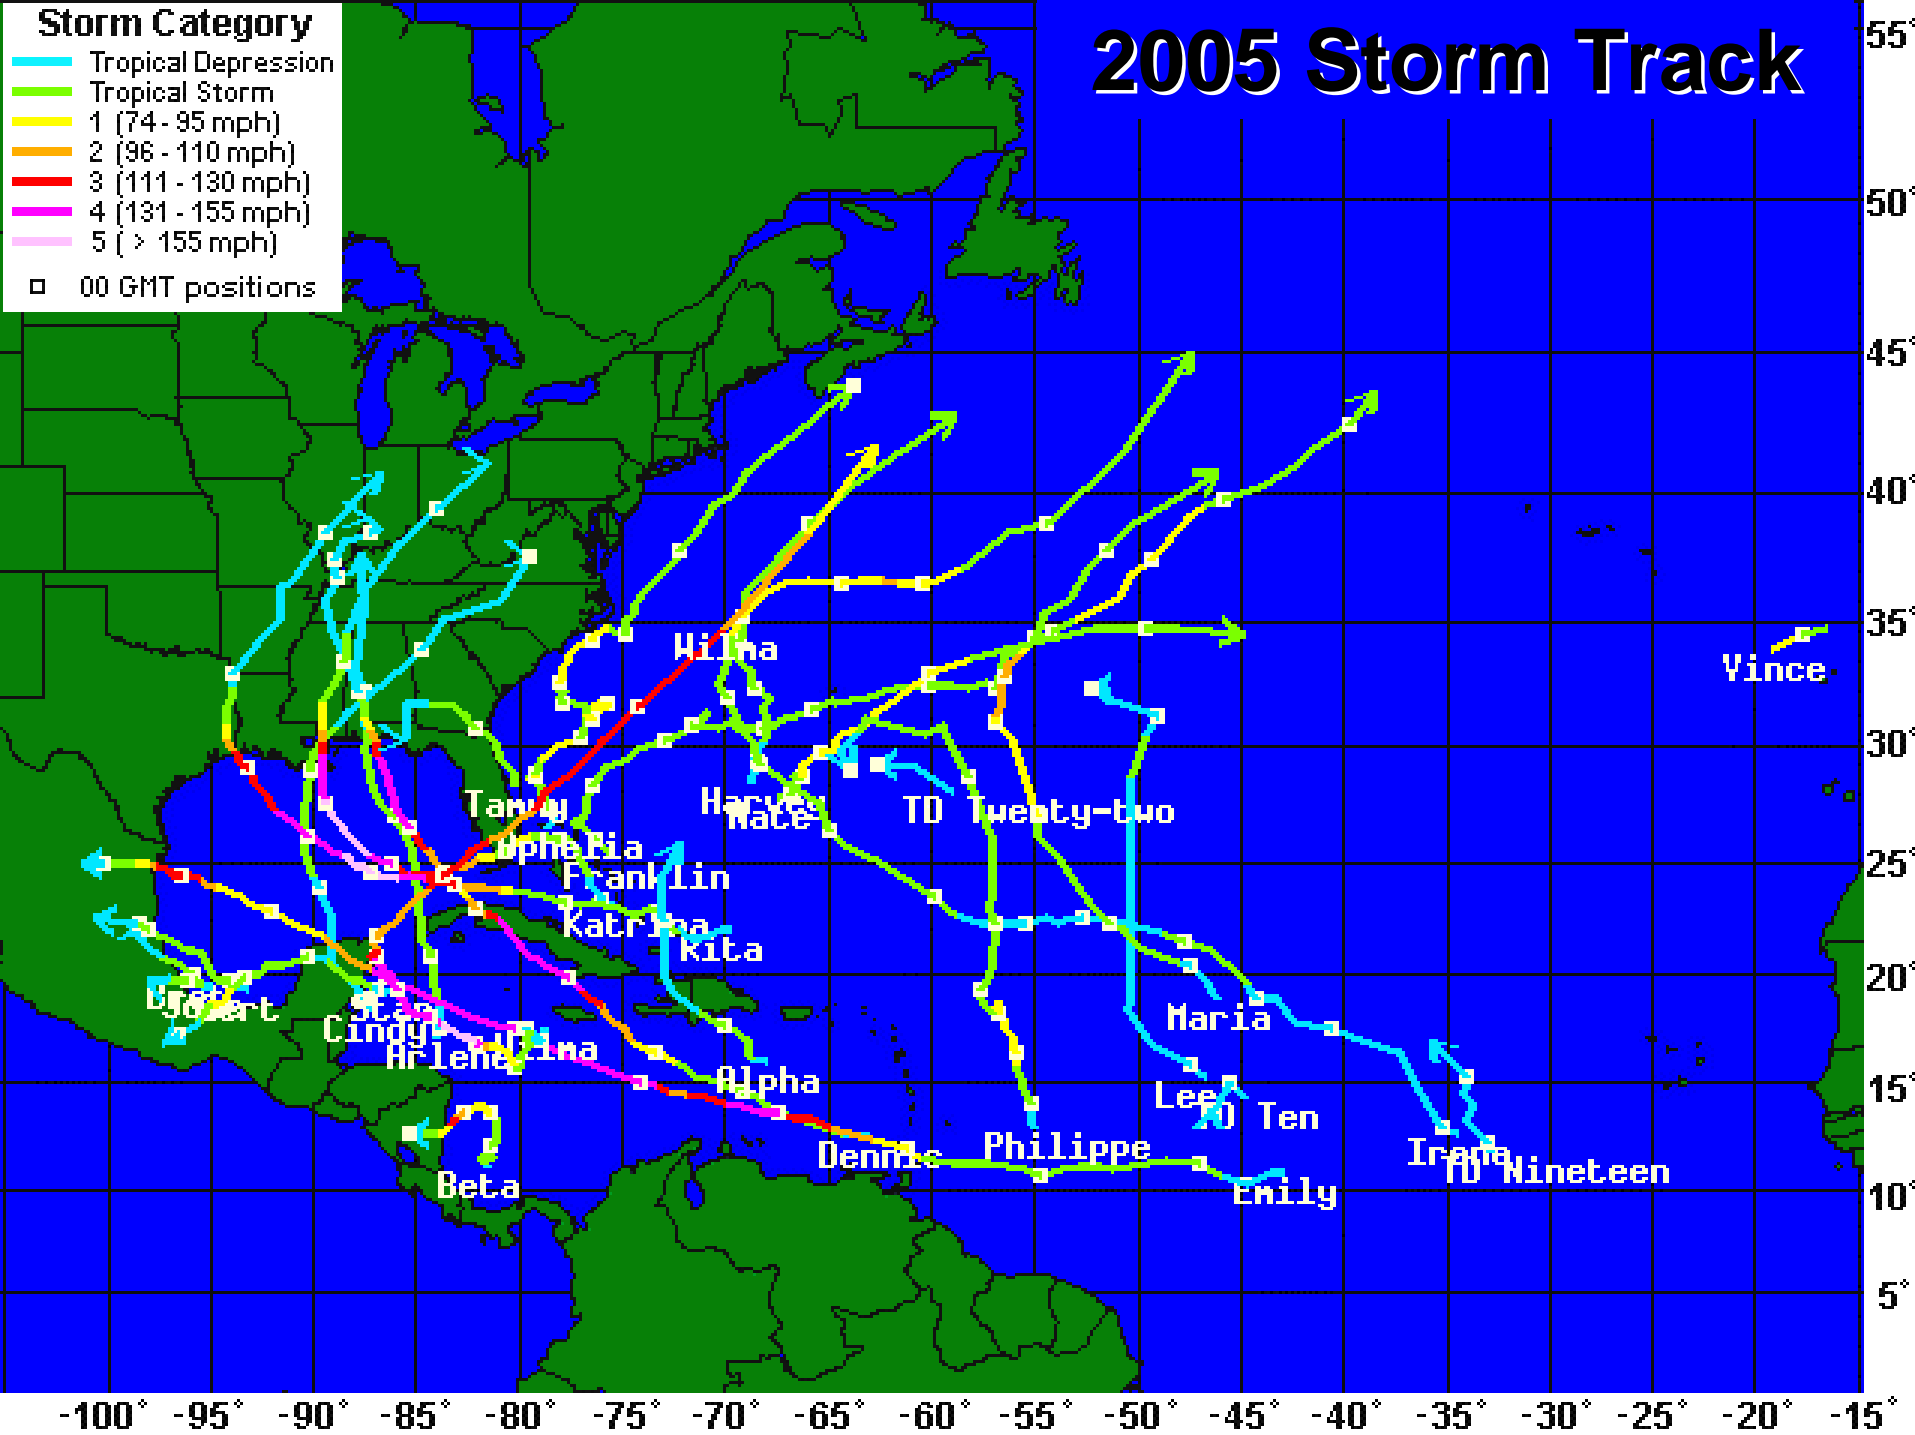 Storm Category
Tropical Depression
Tropical Storm
1 (74 - 95 mph)
2 (96 - 110 mph)
3 (111 - 130 mph)
4 (131 - 155 mph)
5 ( > 155 mph)
00 GMT positions
2005 Storm Track
55°
50°
45°
40°
35°
30°
25°
20°
15°
10°
5°
Wilma
Vince
Tammy
Harvey
Nate
TD Twenty-two
Ophelia
Franklin
Katrina
Rita
Stan
Cindy
Arlene
Wilma
Maria
Alpha
Lee
TD Ten
Philippe
Dennis
Irene
TD Nineteen
Emily
Beta
-100° -95° -90° -85° -80° -75° -70° -65° -60° -55° -50° -45° -40° -35° -30° -25° -20° -15°